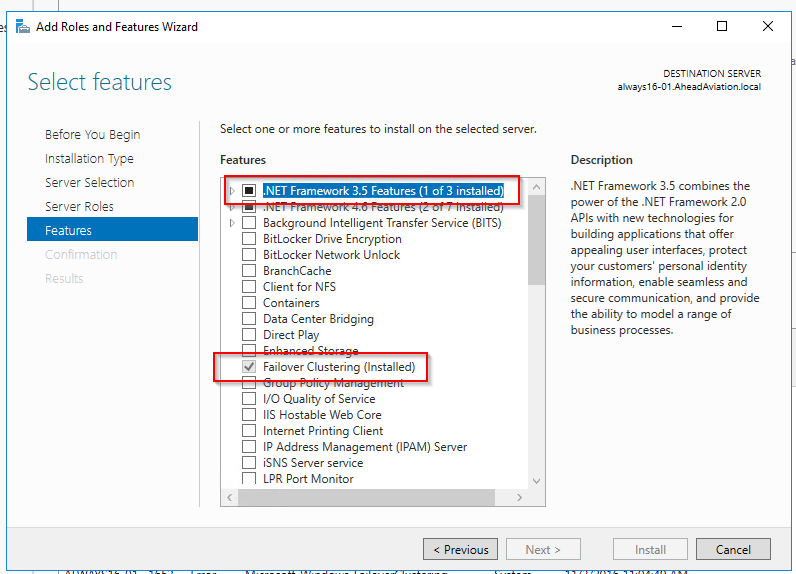 Add Roles and Features Wizard
Select features
DESTINATION SERVER
always16-01.AheadAviation.local
Before You Begin
Installation Type
Server Selection
Server Roles
Features
Confirmation
Results
Select one or more features to install on the selected server.
Features
.NET Framework 3.5 Features (1 of 3 installed)
.NET Framework 4.6 Features (2 of 7 installed)
Background Intelligent Transfer Service (BITS)
BitLocker Drive Encryption
BitLocker Network Unlock
BranchCache
Client for NFS
Containers
Data Center Bridging
Direct Play
Enhanced Storage
Failover Clustering (Installed)
Group Policy Management
I/O Quality of Service
IIS Hostable Web Core
Internet Printing Client
IP Address Management (IPAM) Server
iSNS Server service
LPR Port Monitor
Description
.NET Framework 3.5 combines the
power of the .NET Framework 2.0
APIs with new technologies for
building applications that offer
appealing user interfaces, protect
your customers' personal identity
information, enable seamless and
secure communication, and provide
the ability to model a range of
business processes.
< Previous
Next >
Install
Cancel